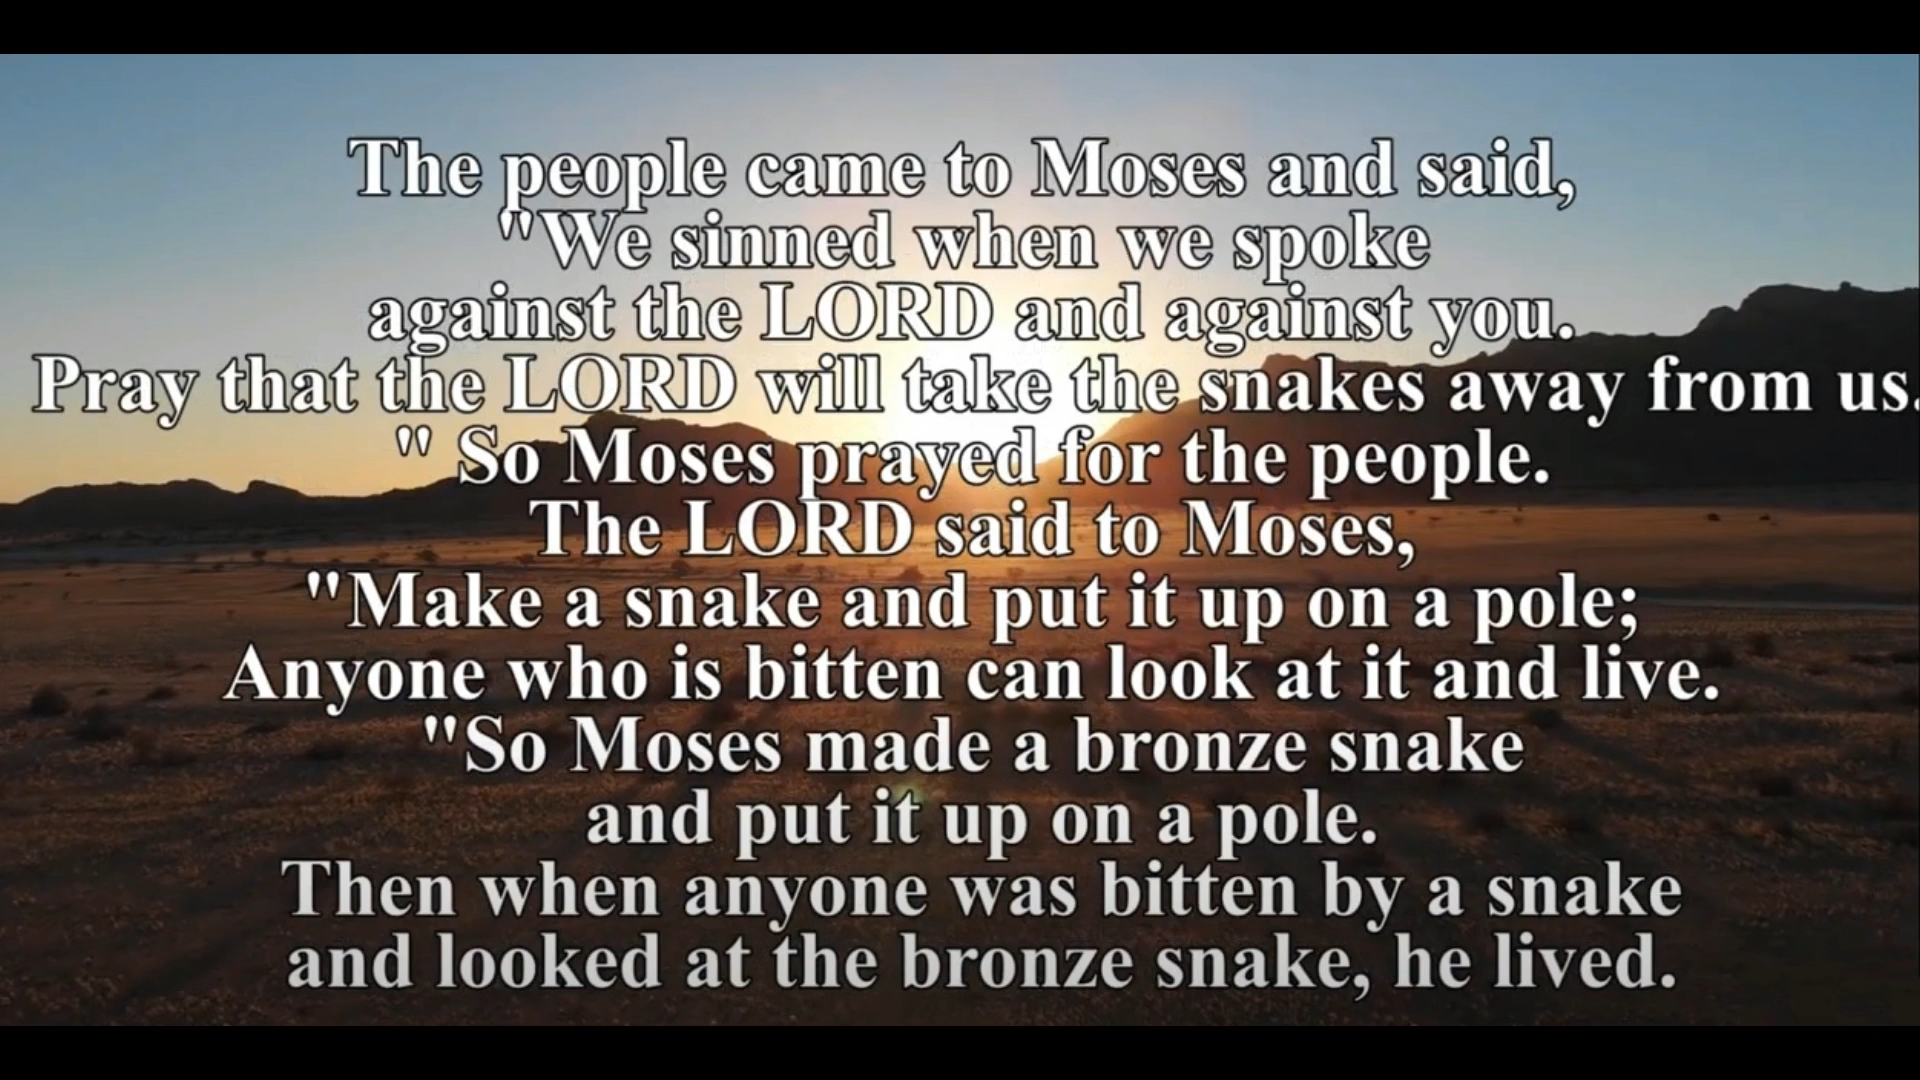 The people came to Moses and said,
"We sinned when we spoke
against the LORD and against you.
Pray that the LORD will take the snakes away from us.
" So Moses prayed for the people.
The LORD said to Moses,
"Make a snake and put it up on a pole;
Anyone who is bitten can look at it and live.
"So Moses made a bronze snake
and put it up on a pole.
Then when anyone was bitten by a snake
and looked at the bronze snake, he lived.